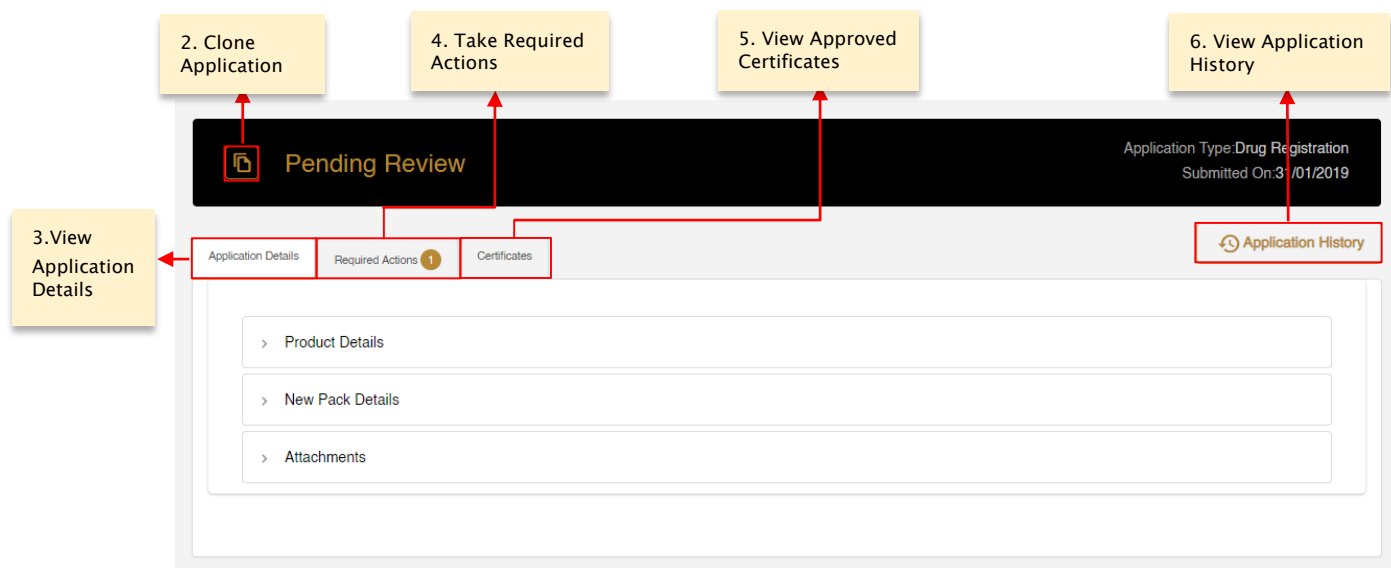 2. Clone
Application
4. Take Required
Actions
5. View Approved
Certificates
6. View Application
History
Pending Review
Application Type:Drug Registration
Submitted On:31/01/2019
3.View
Application
Details
Application Details
Required Actions 1
Certificates
Application History
Product Details
New Pack Details
Attachments